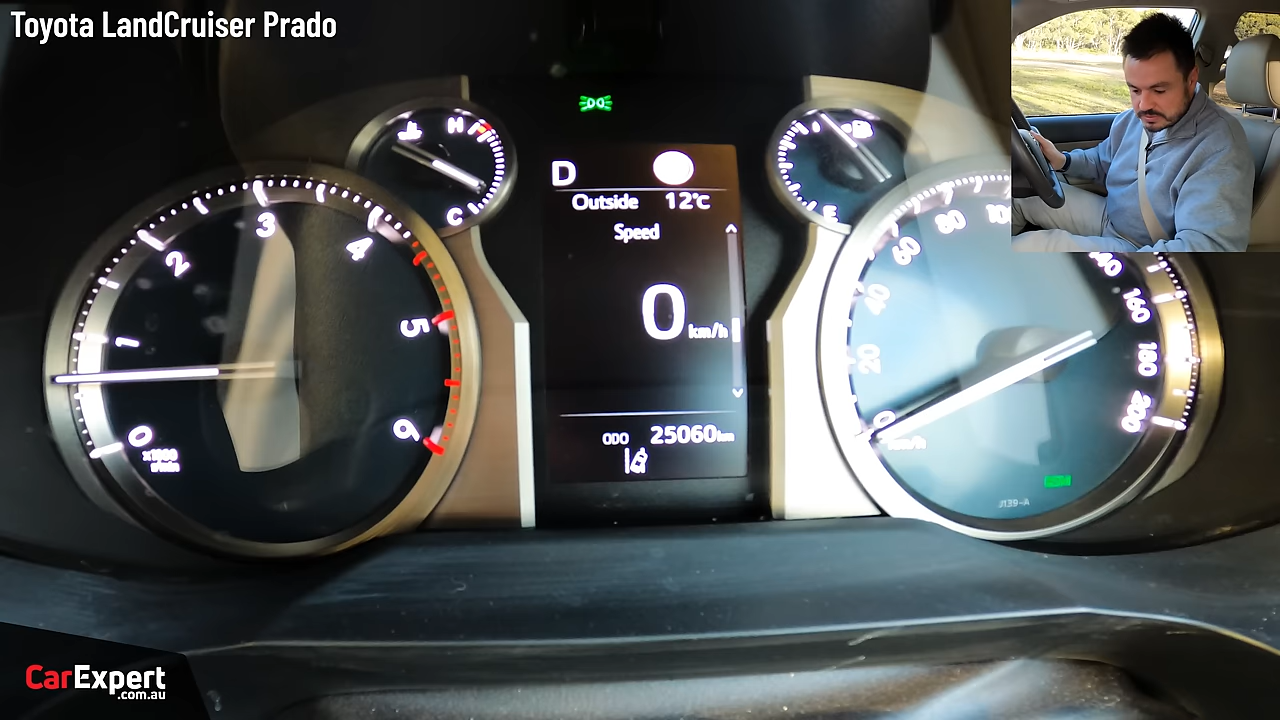 Toyota LandCruiser Prado
H
C
D
Outside 12°C
Speed
0 km/h
ODO 25060 km
E
0
1
2
3
4
5
6
x1000
r/min
0
20
40
60
80
140
160
180
200
km/h
J139-A
CarExpert
.com.au